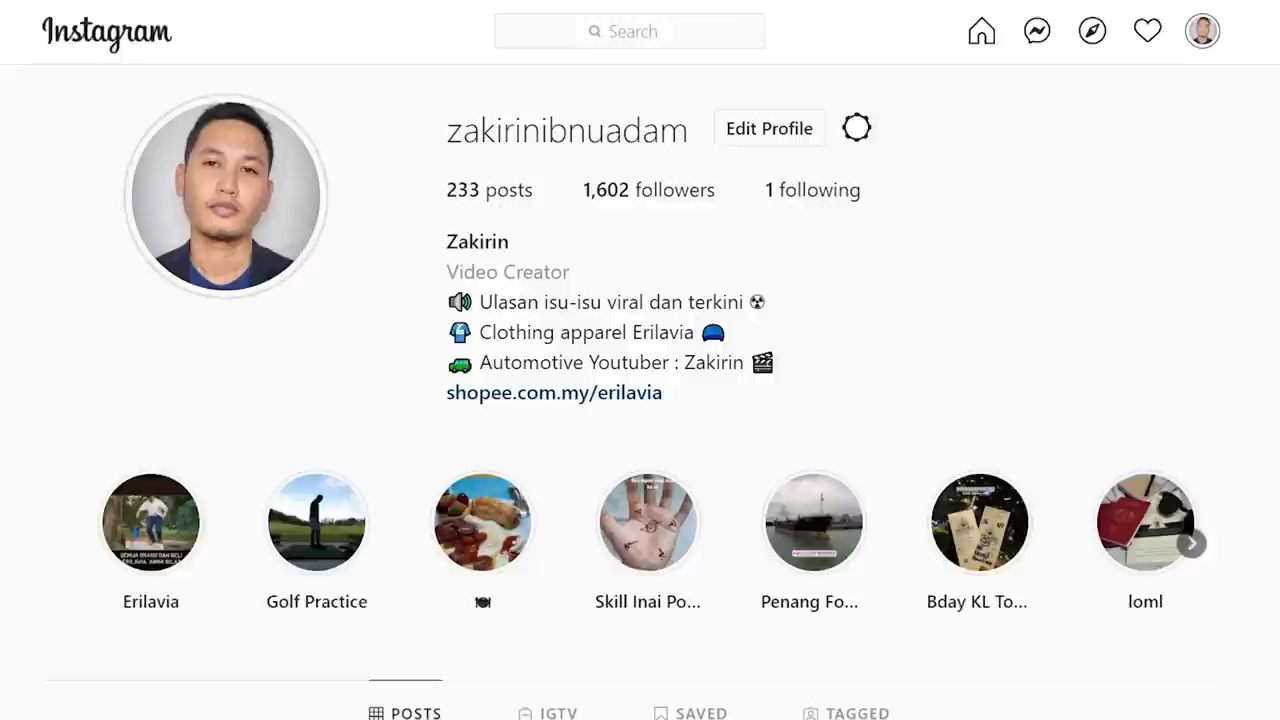 Instagram
Search
zakirinibnuadam
Edit Profile
233 posts
1,602 followers
1 following
Zakirin
Video Creator
🔊 Ulasan isu-isu viral dan terkini ☢
👘 Clothing apparel Erilavia 🧢
🚙 Automotive Youtuber : Zakirin 🎬
shopee.com.my/erilavia
Erilavia
Golf Practice
🍽
Skill Inai Po...
Penang Fo...
Bday KL To...
loml
POSTS
IGTV
SAVED
TAGGED